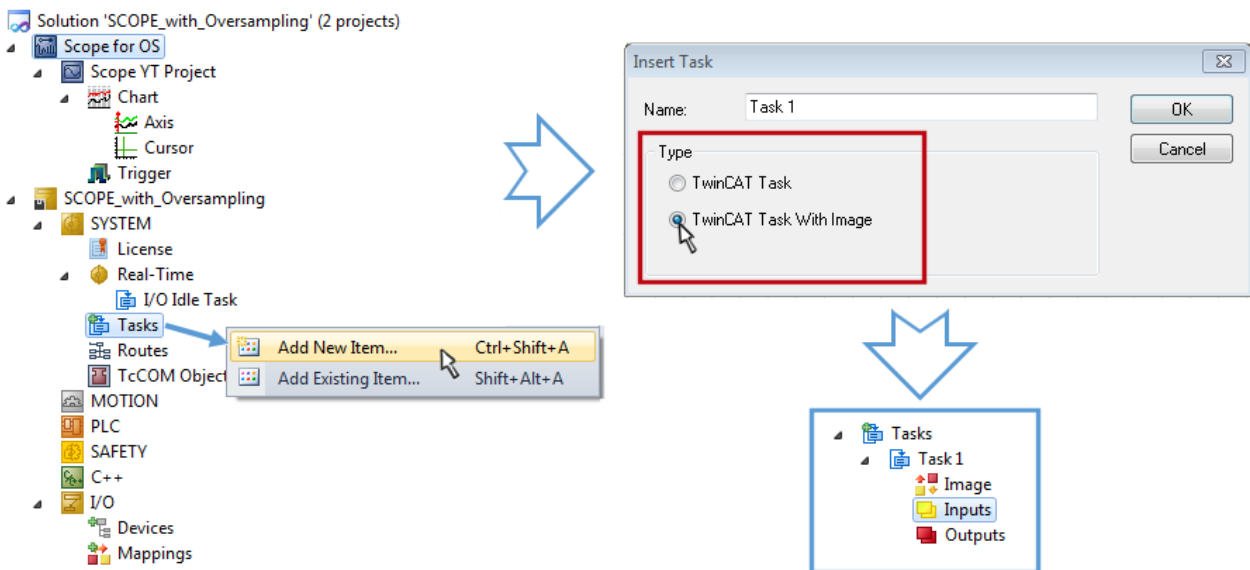 Solution 'SCOPE_with_Oversampling' (2 projects)
Scope for OS
Scope YT Project
Chart
Axis
Cursor
Trigger
SCOPE_with_Oversampling
SYSTEM
License
Real-Time
I/O Idle Task
Tasks
Routes
TcCOM Object
MOTION
PLC
SAFETY
C++
I/O
Devices
Mappings
Add New Item... Ctrl+Shift+A
Add Existing Item... Shift+Alt+A
Insert Task
Name: Task 1
OK
Cancel
Type
TwinCAT Task
TwinCAT Task With Image
Tasks
Task 1
Image
Inputs
Outputs